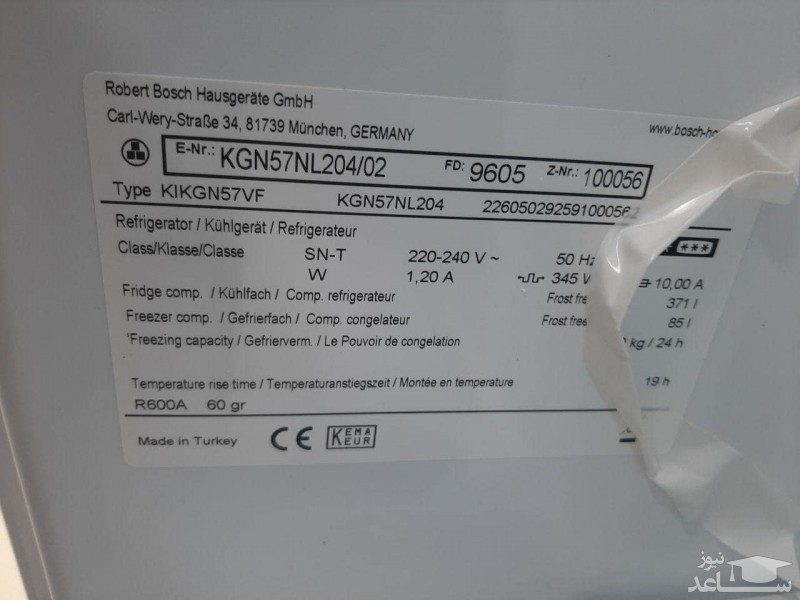 Robert Bosch Hausgeräte GmbH
Carl-Wery-Straße 34, 81739 München, GERMANY
www.bosch-ho
E-Nr.: KGN57NL204/02 FD: 9605 Z-Nr.: 100056
Type KIKGN57VF KGN57NL204 22605029259100056
Refrigerator / Kühlgerät / Refrigerateur
Class/Klasse/Classe SN-T 220-240 V ~ 50 Hz
W 1,20 A 345 W 10,00 A
Fridge comp. / Kühlfach / Comp. refrigerateur Frost fre 371 l
Freezer comp. / Gefrierfach / Comp. congelateur Frost free 85 l
*Freezing capacity / Gefrierverm. / Le Pouvoir de congelation kg / 24 h
Temperature rise time / Temperaturanstiegszeit / Montée en temperature 19 h
R600A 60 gr
Made in Turkey CE KEMA KEUR
نیوز
ســاعد